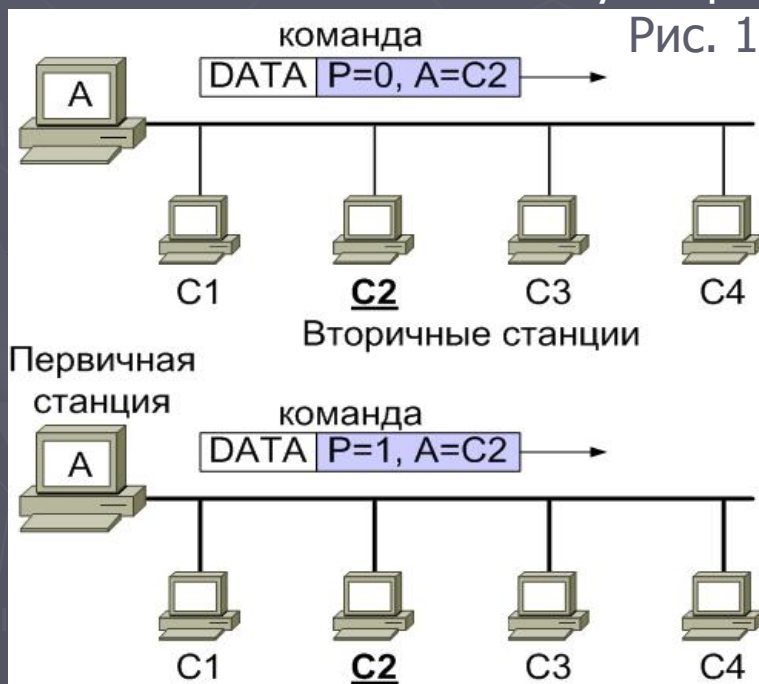 Рис. 1
команда
DATA P=0, A=C2
A
C1 C2 C3 C4
Вторичные станции
Первичная
станция
команда
DATA P=1, A=C2
A
C1 C2 C3 C4